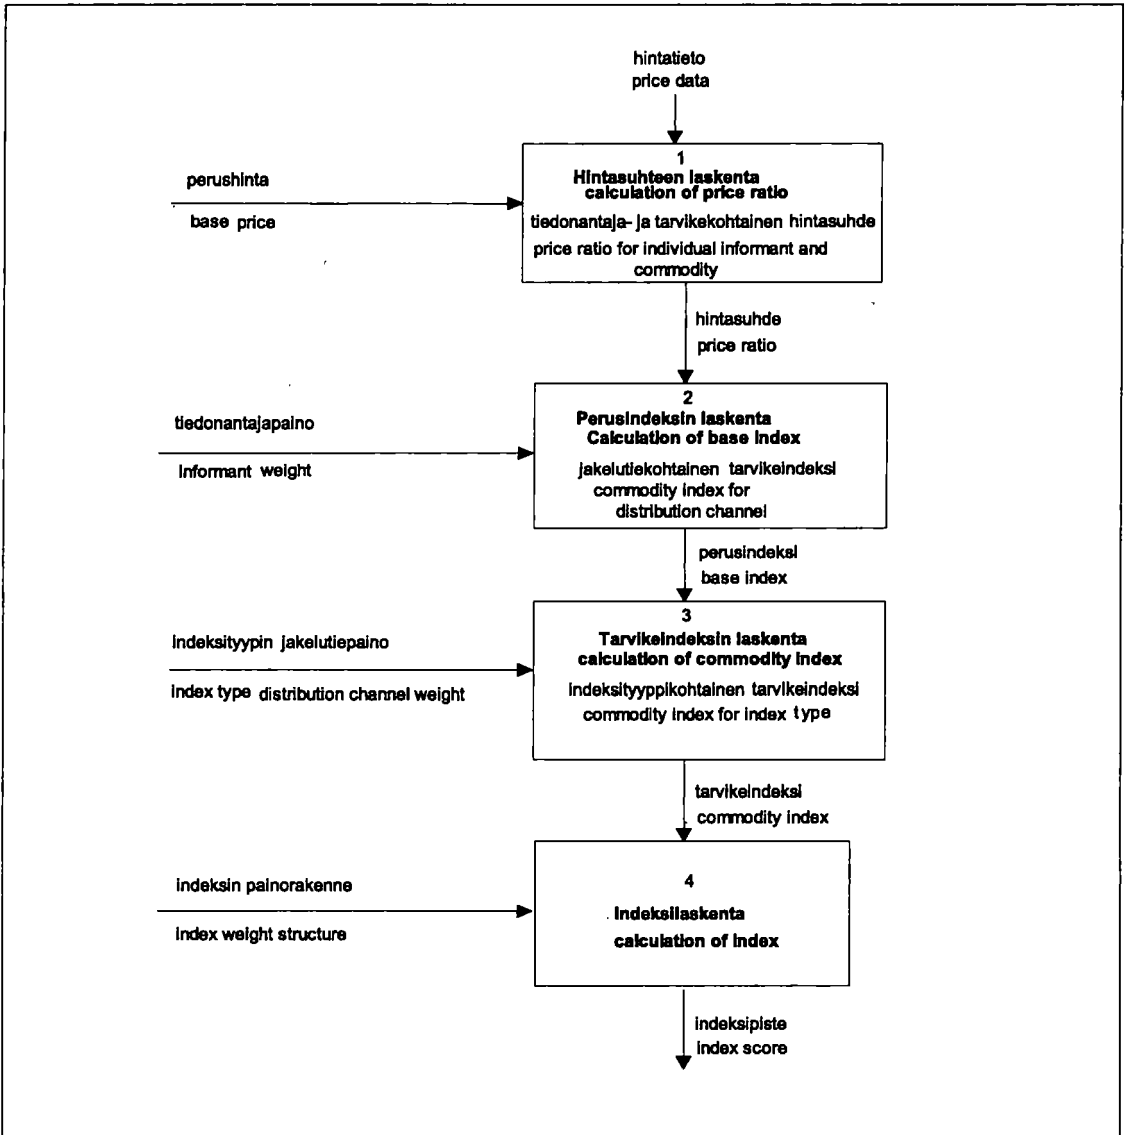 hintatieto
price data
1
Hintasuhteen laskenta
calculation of price ratio
perushinta
base price
tiedonantaja- ja tarvikekohtainen hintasuhde
price ratio for individual informant and
commodity
hintasuhde
price ratio
2
Perusindeksin laskenta
Calculation of base index
tiedonantajapaino
informant weight
jakelutiekohtainen tarvikeindeksi
commodity index for
distribution channel
perusindeksi
base index
3
Tarvikeindeksin laskenta
calculation of commodity index
indeksityypin jakelutiepaino
index type distribution channel weight
indeksityyppikohtainen tarvikeindeksi
commodity index for index type
tarvikeindeksi
commodity index
4
indeksin painorakenne
index weight structure
Indeksilaskenta
calculation of index
indeksipiste
index score